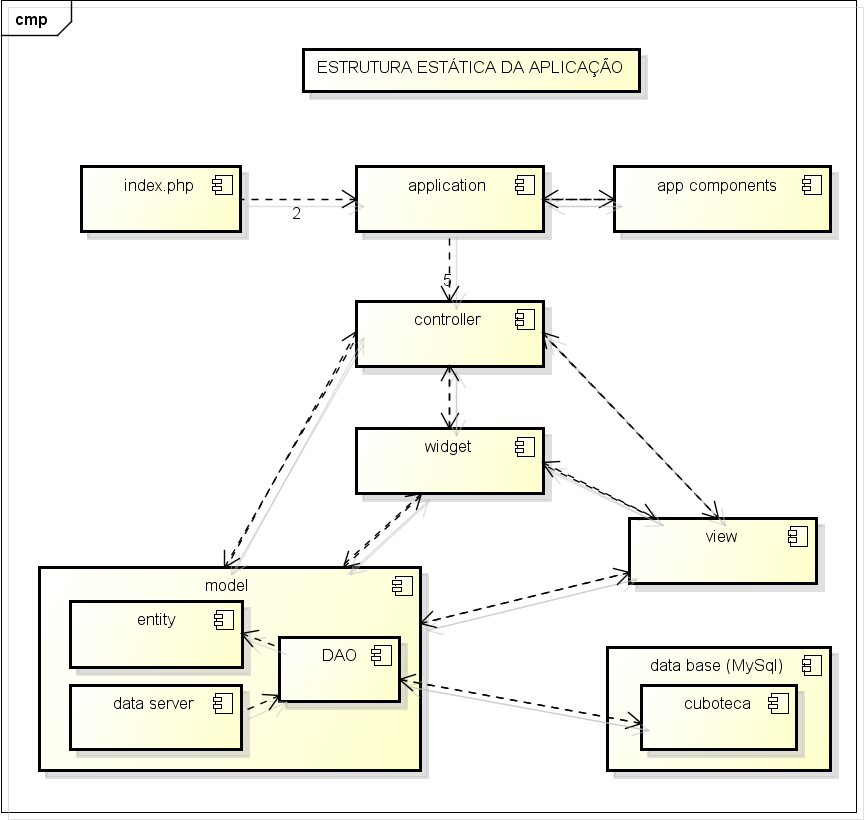 cmp
ESTRUTURA ESTÁTICA DA APLICAÇÃO
index.php
application
app components
2
5
controller
widget
view
model
entity
DAO
data server
data base (MySql)
cuboteca